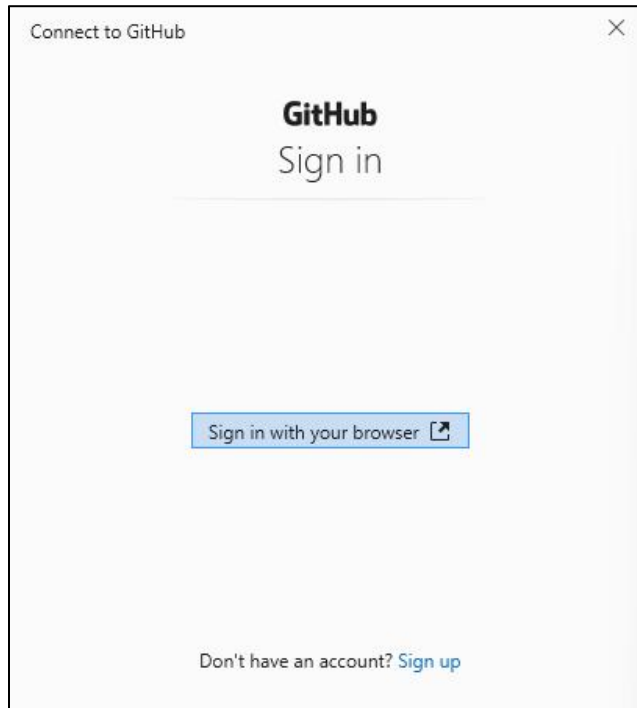 Connect to GitHub
GitHub
Sign in
Sign in with your browser
Don't have an account? Sign up